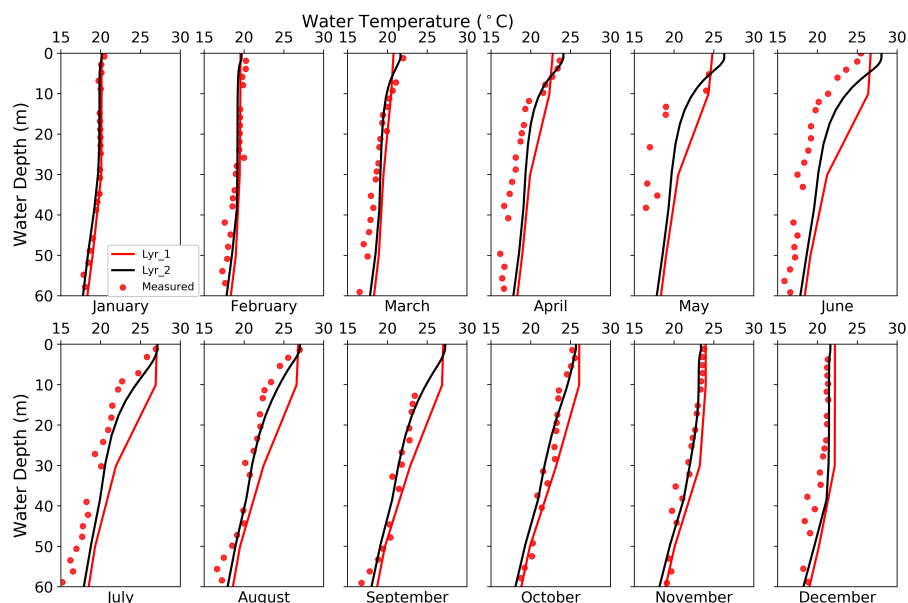 Water Temperature (°C)
15 20 25 30 15 20 25 30 15 20 25 30 15 20 25 30 15 20 25 30 15 20 25 30
0
10
20
30
40
50
60
Water Depth (m)
Lyr_1
Lyr_2
Measured
January February March April May June
15 20 25 30 15 20 25 30 15 20 25 30 15 20 25 30 15 20 25 30 15 20 25 30
0
10
20
30
40
50
60
Water Depth (m)
July August September October November December